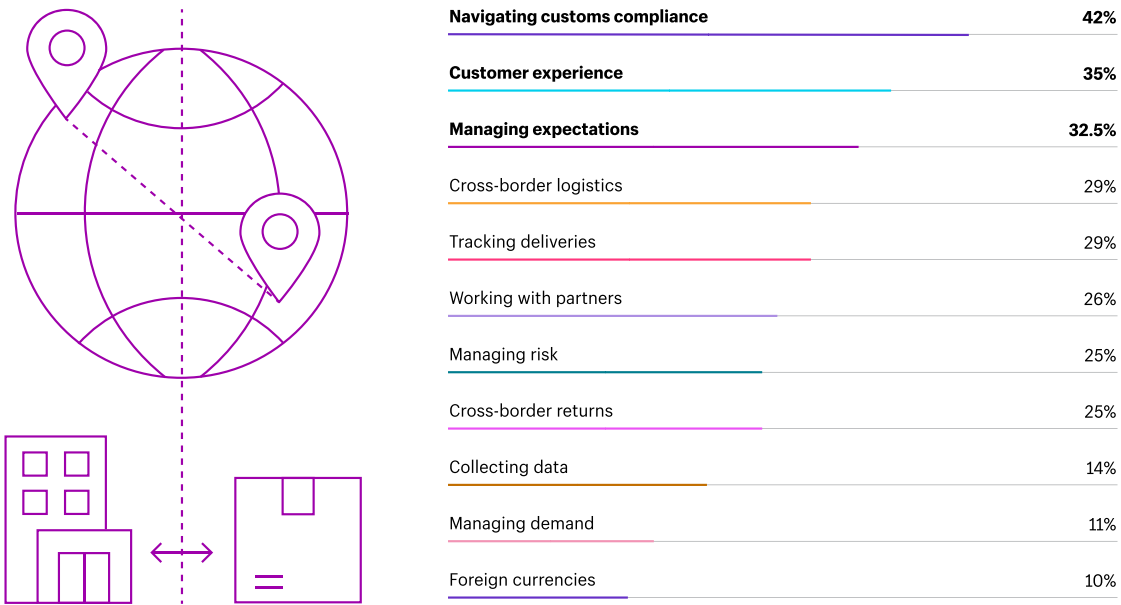 Navigating customs compliance 42%
Customer experience 35%
Managing expectations 32.5%
Cross-border logistics 29%
Tracking deliveries 29%
Working with partners 26%
Managing risk 25%
Cross-border returns 25%
Collecting data 14%
Managing demand 11%
Foreign currencies 10%